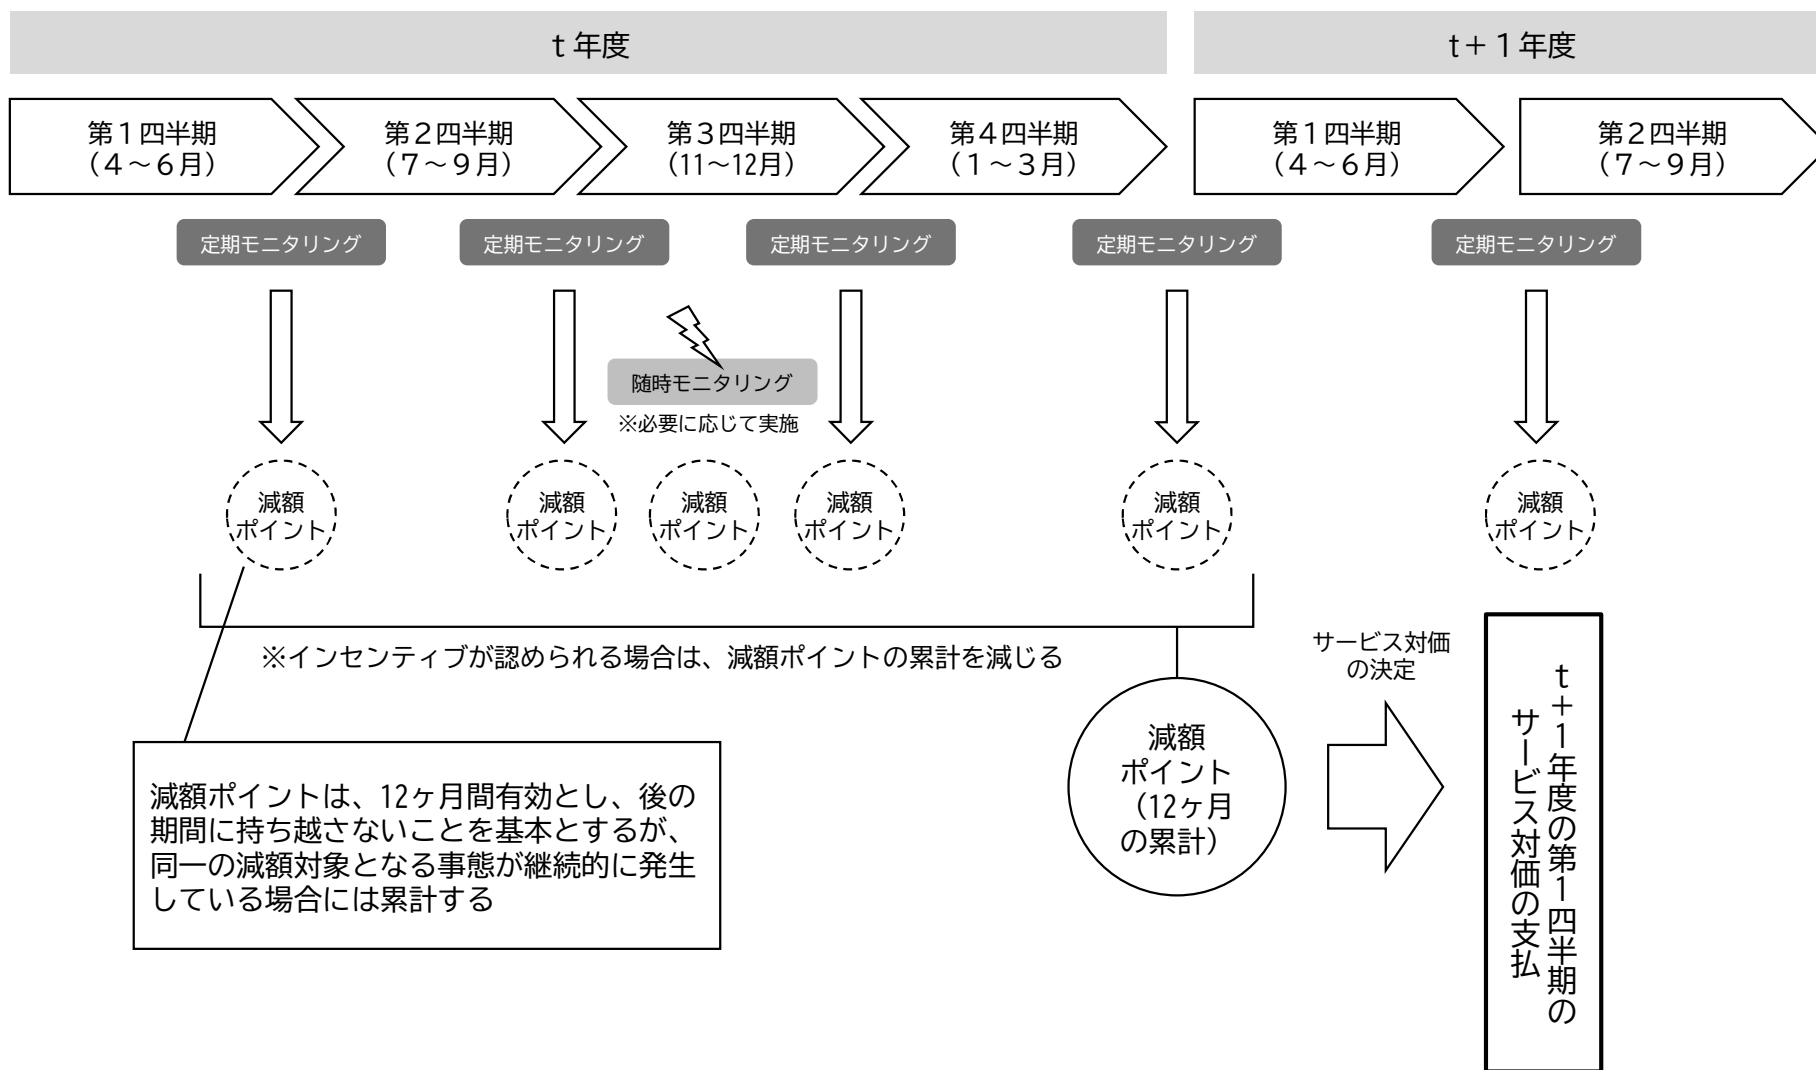 ｔ年度
ｔ＋１年度
第１四半期
（４～６月）
第２四半期
（７～９月）
第３四半期
（11～12月）
第４四半期
（１～３月）
第１四半期
（４～６月）
第２四半期
（７～９月）
定期モニタリング
定期モニタリング
定期モニタリング
定期モニタリング
定期モニタリング
随時モニタリング
※必要に応じて実施
減額
ポイント
減額
ポイント
減額
ポイント
減額
ポイント
減額
ポイント
減額
ポイント
※インセンティブが認められる場合は、減額ポイントの累計を減じる
サービス対価
の決定
減額ポイントは、12ヶ月間有効とし、後の
期間に持ち越さないことを基本とするが、
同一の減額対象となる事態が継続的に発生
している場合には累計する
減額
ポイント
（12ヶ月
の累計）
ｔ＋１年度の第１四半期の
サービス対価の支払